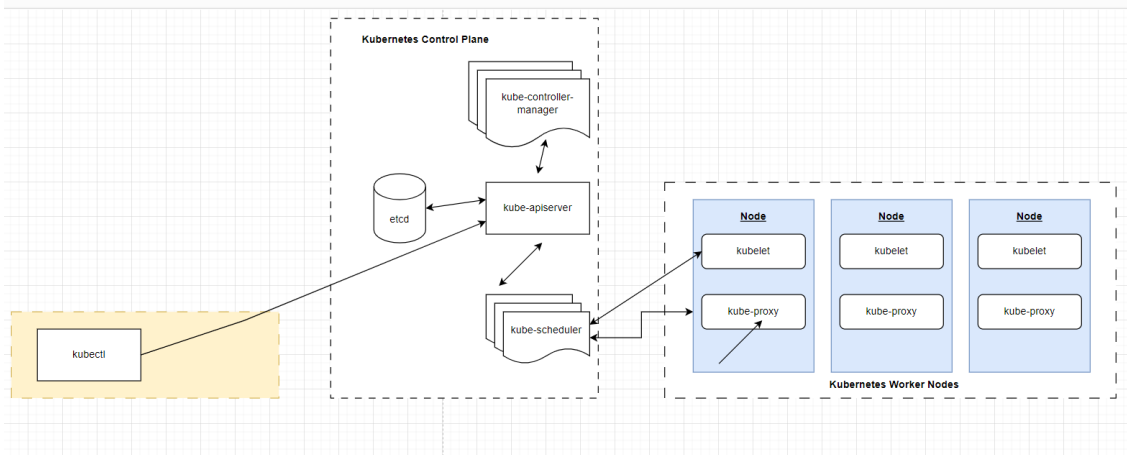 Kubernetes Control Plane
kube-controller-
manager
etcd
kube-apiserver
kube-scheduler
kubectl
Node
kubelet
kube-proxy
Node
kubelet
kube-proxy
Node
kubelet
kube-proxy
Kubernetes Worker Nodes